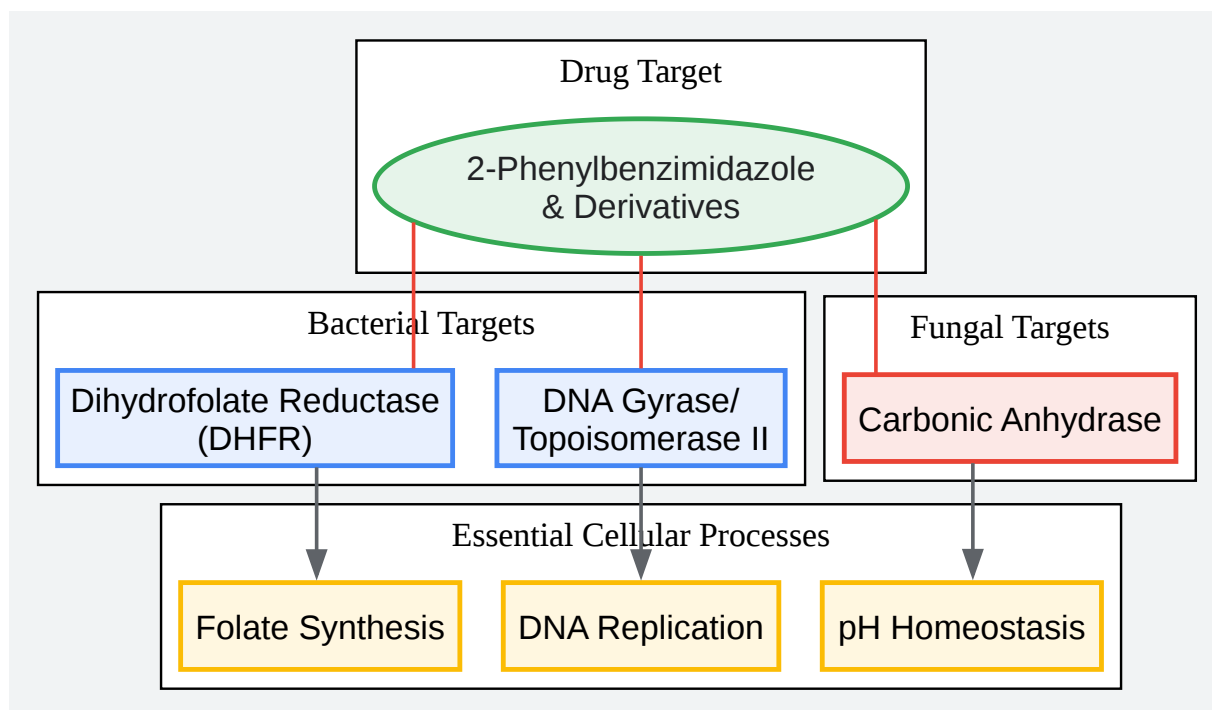 Drug Target
2-Phenylbenzimidazole
& Derivatives
Bacterial Targets
Dihydrofolate Reductase
(DHFR)
DNA Gyrase/
Topoisomerase II
Fungal Targets
Carbonic Anhydrase
Essential Cellular Processes
Folate Synthesis
DNA Replication
pH Homeostasis